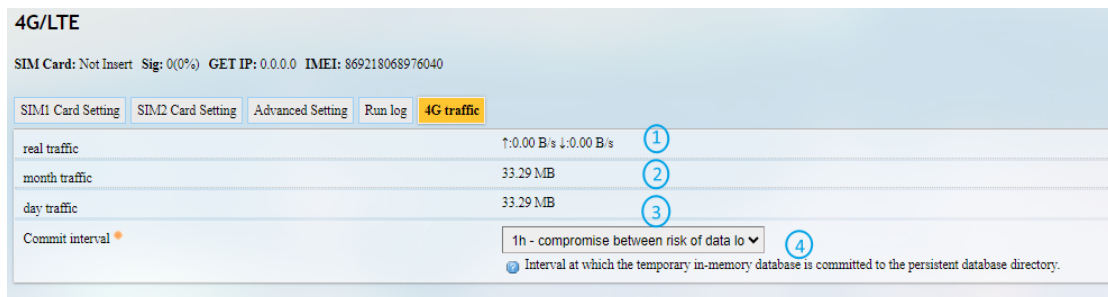 4G/LTE
SIM Card: Not Insert Sig: 0(0%) GET IP: 0.0.0.0 IMEI: 869218068976040
SIM1 Card Setting SIM2 Card Setting Advanced Setting Run log 4G traffic
real traffic ↑:0.00 B/s ↓:0.00 B/s 1
month traffic 33.29 MB 2
day traffic 33.29 MB 3
Commit interval 1h - compromise between risk of data lo 4
Interval at which the temporary in-memory database is committed to the persistent database directory.